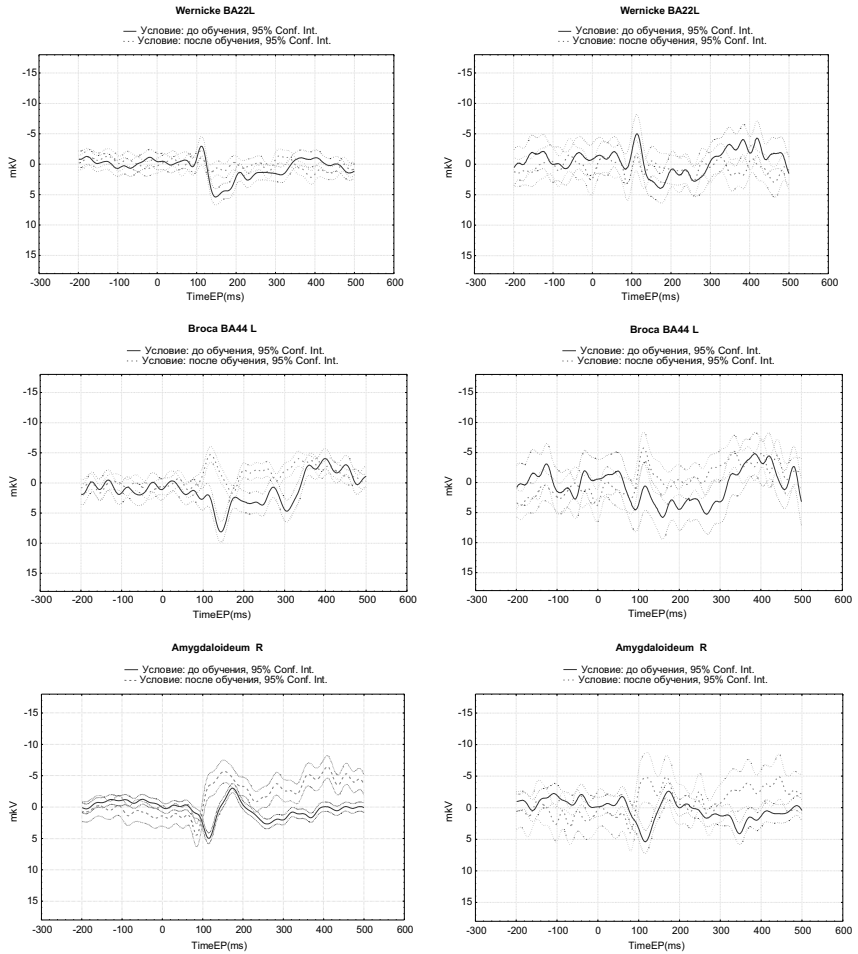 Wernicke BA22L
Условие: до обучения, 95% Conf. Int.
Условие: после обучения, 95% Conf. Int.
-15
-10
-5
0
5
10
15
mkV
-300 -200 -100 0 100 200 300 400 500 600
TimeEP(ms)
Wernicke BA22L
Условие: до обучения, 95% Conf. Int.
Условие: после обучения, 95% Conf. Int.
-15
-10
-5
0
5
10
15
mkV
-300 -200 -100 0 100 200 300 400 500 600
TimeEP(ms)
Broca BA44 L
Условие: до обучения, 95% Conf. Int.
Условие: после обучения, 95% Conf. Int.
-15
-10
-5
0
5
10
15
mkV
-300 -200 -100 0 100 200 300 400 500 600
TimeEP(ms)
Broca BA44 L
Условие: до обучения, 95% Conf. Int.
Условие: после обучения, 95% Conf. Int.
-15
-10
-5
0
5
10
15
mkV
-300 -200 -100 0 100 200 300 400 500 600
TimeEP(ms)
Amygdaloideum R
Условие: до обучения, 95% Conf. Int.
Условие: после обучения, 95% Conf. Int.
-15
-10
-5
0
5
10
15
mkV
-300 -200 -100 0 100 200 300 400 500 600
TimeEP(ms)
Amygdaloideum R
Условие: до обучения, 95% Conf. Int.
Условие: после обучения, 95% Conf. Int.
-15
-10
-5
0
5
10
15
mkV
-300 -200 -100 0 100 200 300 400 500 600
TimeEP(ms)